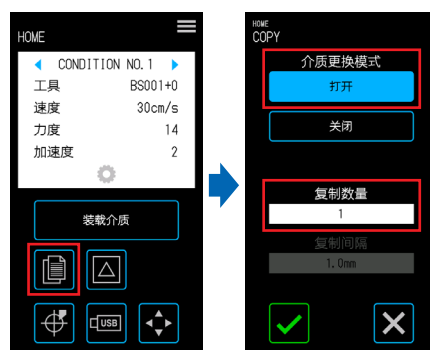 HOME
CONDITION NO.1
工具 BS001+0
速度 30cm/s
力度 14
加速度 2
装载介质
USB
HOME
COPY
介质更换模式
打开
关闭
复制数量
1
复制间隔
1.0mm